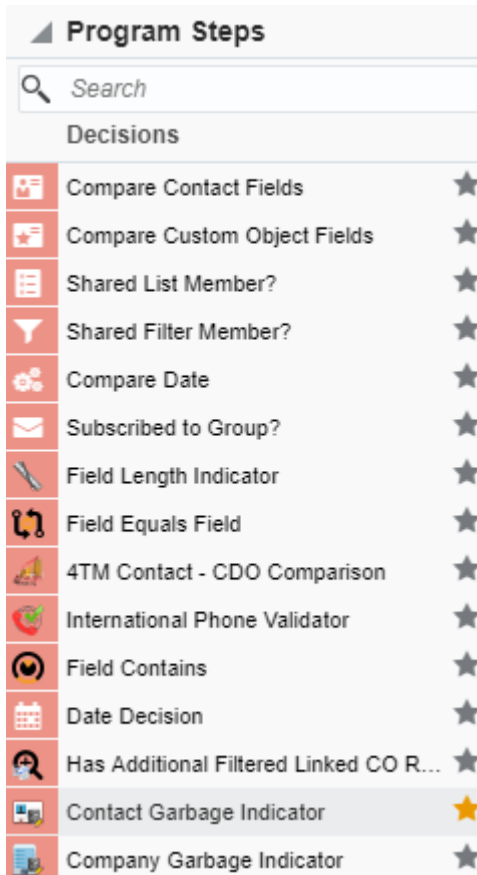 Program Steps
Search
Decisions
Compare Contact Fields
Compare Custom Object Fields
Shared List Member?
Shared Filter Member?
Compare Date
Subscribed to Group?
Field Length Indicator
Field Equals Field
4TM Contact - CDO Comparison
International Phone Validator
Field Contains
Date Decision
Has Additional Filtered Linked CO R...
Contact Garbage Indicator
Company Garbage Indicator